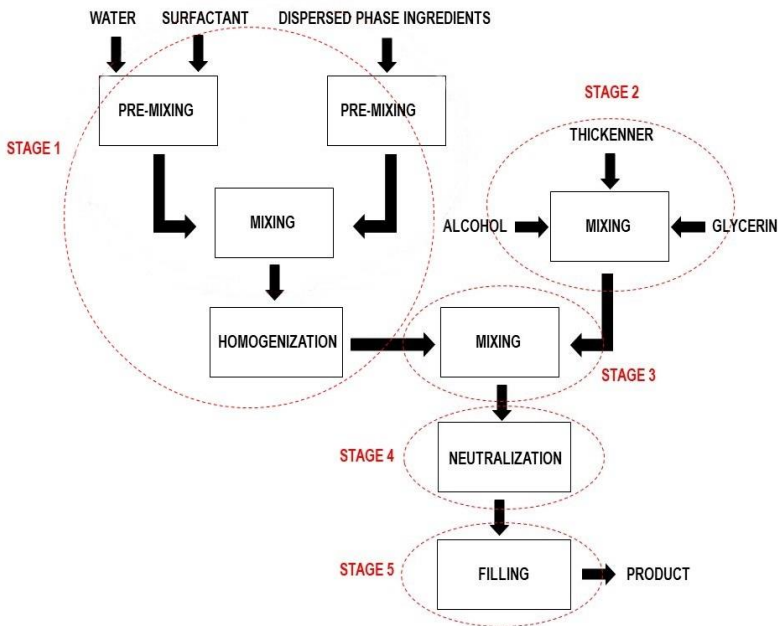 WATER
SURFACTANT
DISPERSED PHASE INGREDIENTS
PRE-MIXING
PRE-MIXING
STAGE 1
STAGE 2
THICKENNER
MIXING
ALCOHOL
MIXING
GLYCERIN
HOMOGENIZATION
MIXING
STAGE 3
STAGE 4
NEUTRALIZATION
STAGE 5
FILLING
PRODUCT